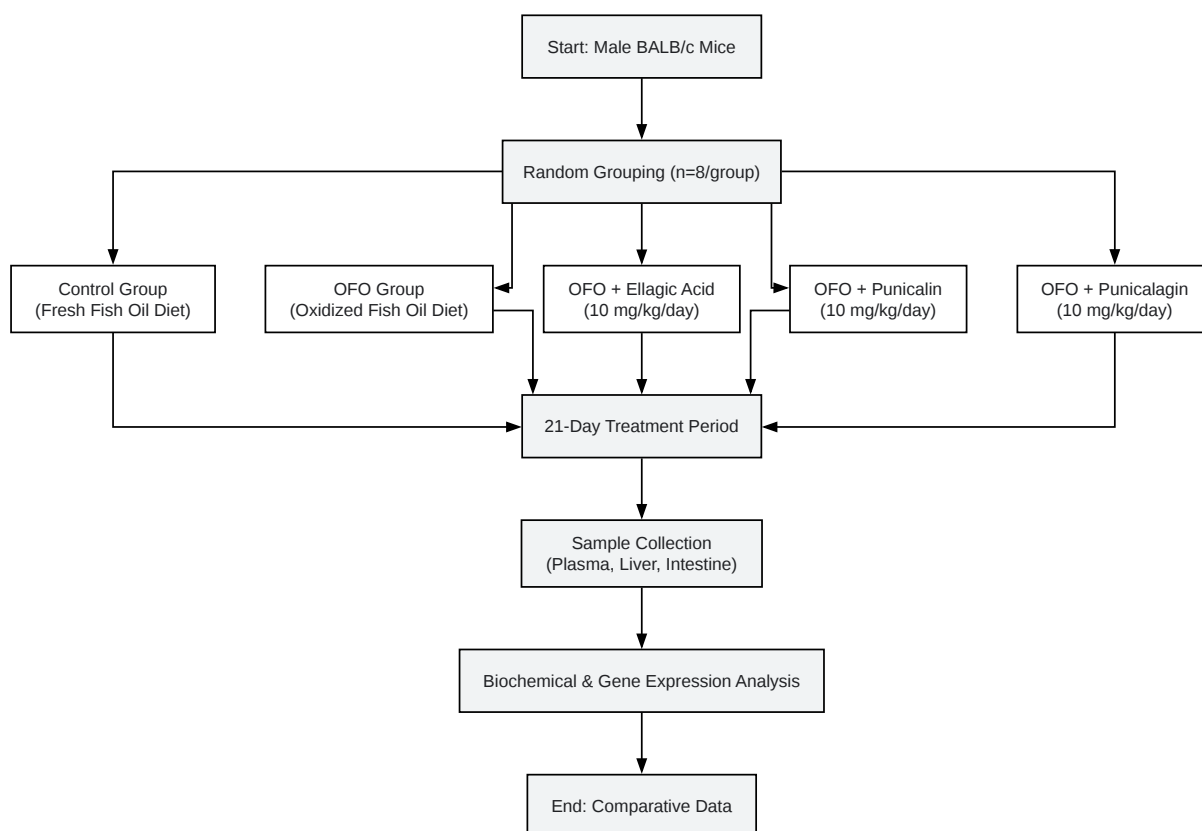 Start: Male BALB/c Mice
Random Grouping (n=8/group)
Control Group
(Fresh Fish Oil Diet)
OFO Group
(Oxidized Fish Oil Diet)
OFO + Ellagic Acid
(10 mg/kg/day)
OFO + Punicalin
(10 mg/kg/day)
OFO + Punicalagin
(10 mg/kg/day)
21-Day Treatment Period
Sample Collection
(Plasma, Liver, Intestine)
Biochemical & Gene Expression Analysis
End: Comparative Data